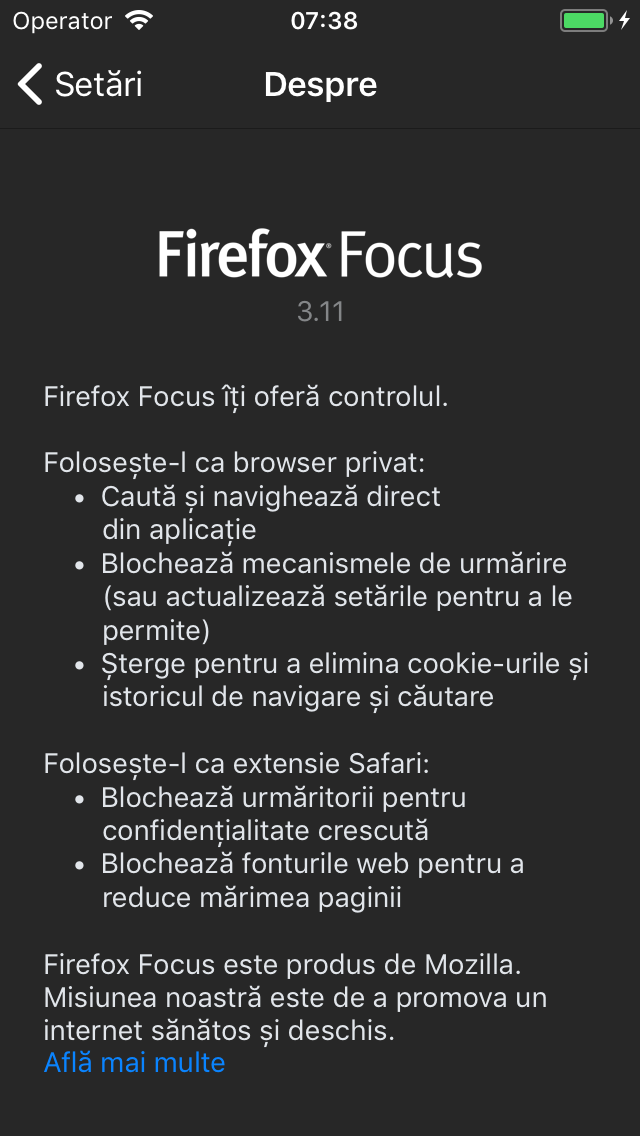 Operator 07:38
Setări Despre
Firefox Focus
3.11
Firefox Focus îți oferă controlul.
Folosește-l ca browser privat:
• Caută și navighează direct
din aplicație
• Blochează mecanismele de urmărire
(sau actualizează setările pentru a le
permite)
• Șterge pentru a elimina cookie-urile și
istoricul de navigare și căutare
Folosește-l ca extensie Safari:
• Blochează urmăritorii pentru
confidențialitate crescută
• Blochează fonturile web pentru a
reduce mărimea paginii
Firefox Focus este produs de Mozilla.
Misiunea noastră este de a promova un
internet sănătos și deschis.
Află mai multe